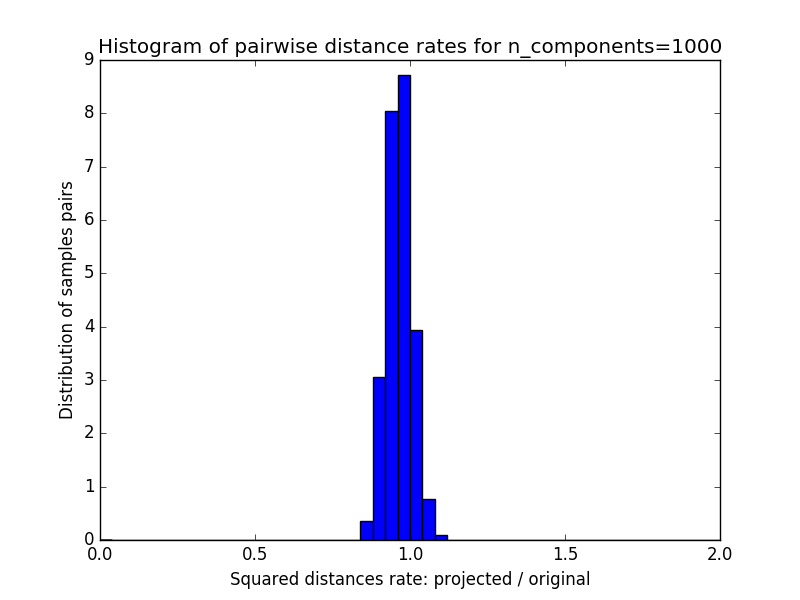 Histogram of pairwise distance rates for n_components=1000
9
8
7
6
5
4
3
2
1
0
Distribution of samples pairs
0.0 0.5 1.0 1.5 2.0
Squared distances rate: projected / original